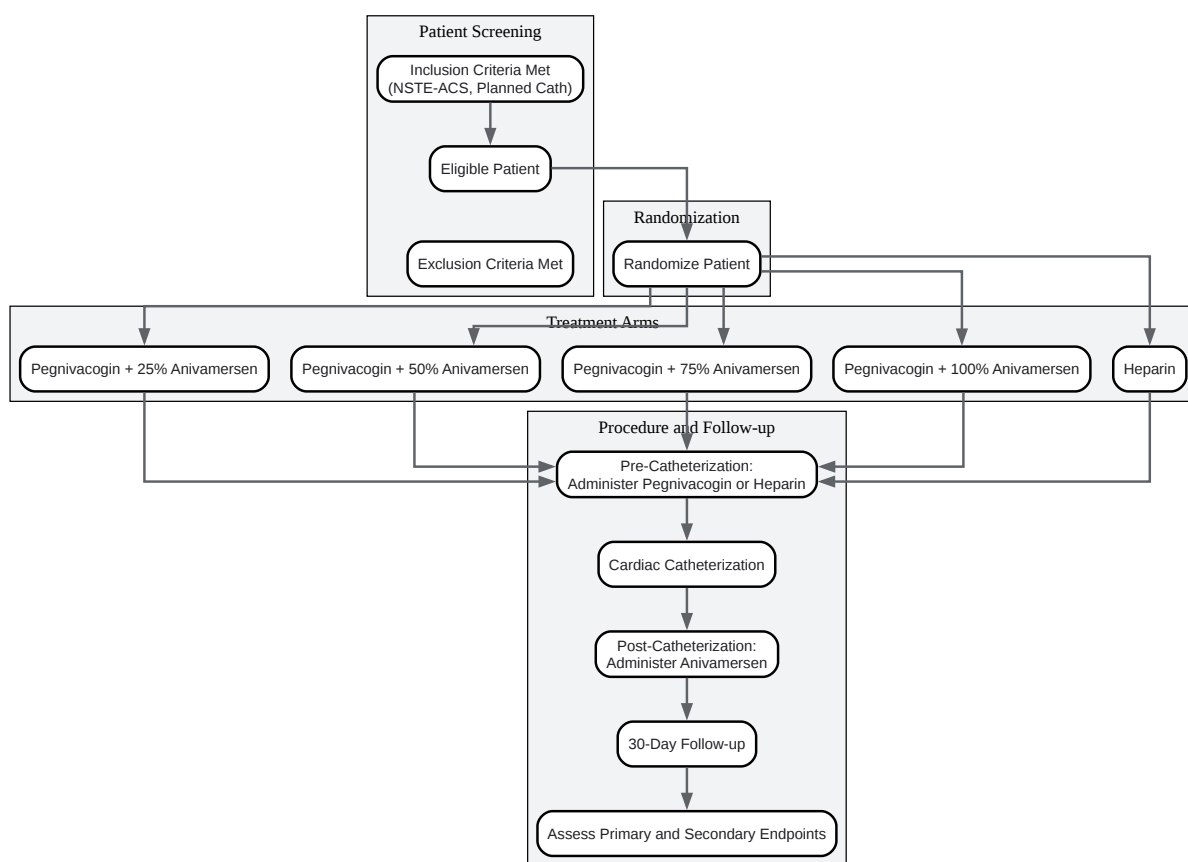 Patient Screening
Inclusion Criteria Met
(NSTE-ACS, Planned Cath)
Eligible Patient
Exclusion Criteria Met
Randomization
Randomize Patient
Treatment Arms
Pegnivacogin + 25% Anivamersen
Pegnivacogin + 50% Anivamersen
Pegnivacogin + 75% Anivamersen
Pegnivacogin + 100% Anivamersen
Heparin
Procedure and Follow-up
Pre-Catheterization:
Administer Pegnivacogin or Heparin
Cardiac Catheterization
Post-Catheterization:
Administer Anivamersen
30-Day Follow-up
Assess Primary and Secondary Endpoints